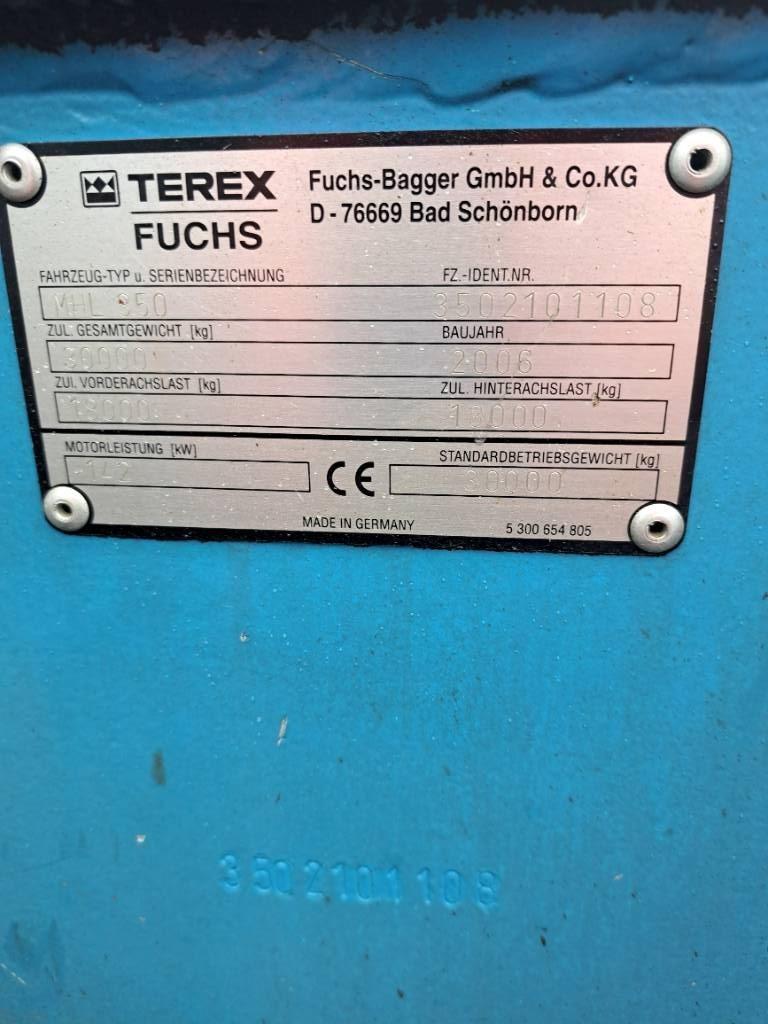 TEREX
FUCHS
Fuchs-Bagger GmbH & Co.KG
D - 76669 Bad Schönborn
FAHRZEUG-TYP u. SERIENBEZEICHNUNG FZ.-IDENT.NR.
MHL 350 3502101108
ZUL. GESAMTGEWICHT [kg] BAUJAHR
30000 2006
ZUL. VORDERACHSLAST [kg] ZUL. HINTERACHSLAST [kg]
18000 18000
MOTORLEISTUNG [kW] STANDARDBETRIEBSGEWICHT [kg]
142 CE 30000
MADE IN GERMANY 5 300 654 805
3502101108